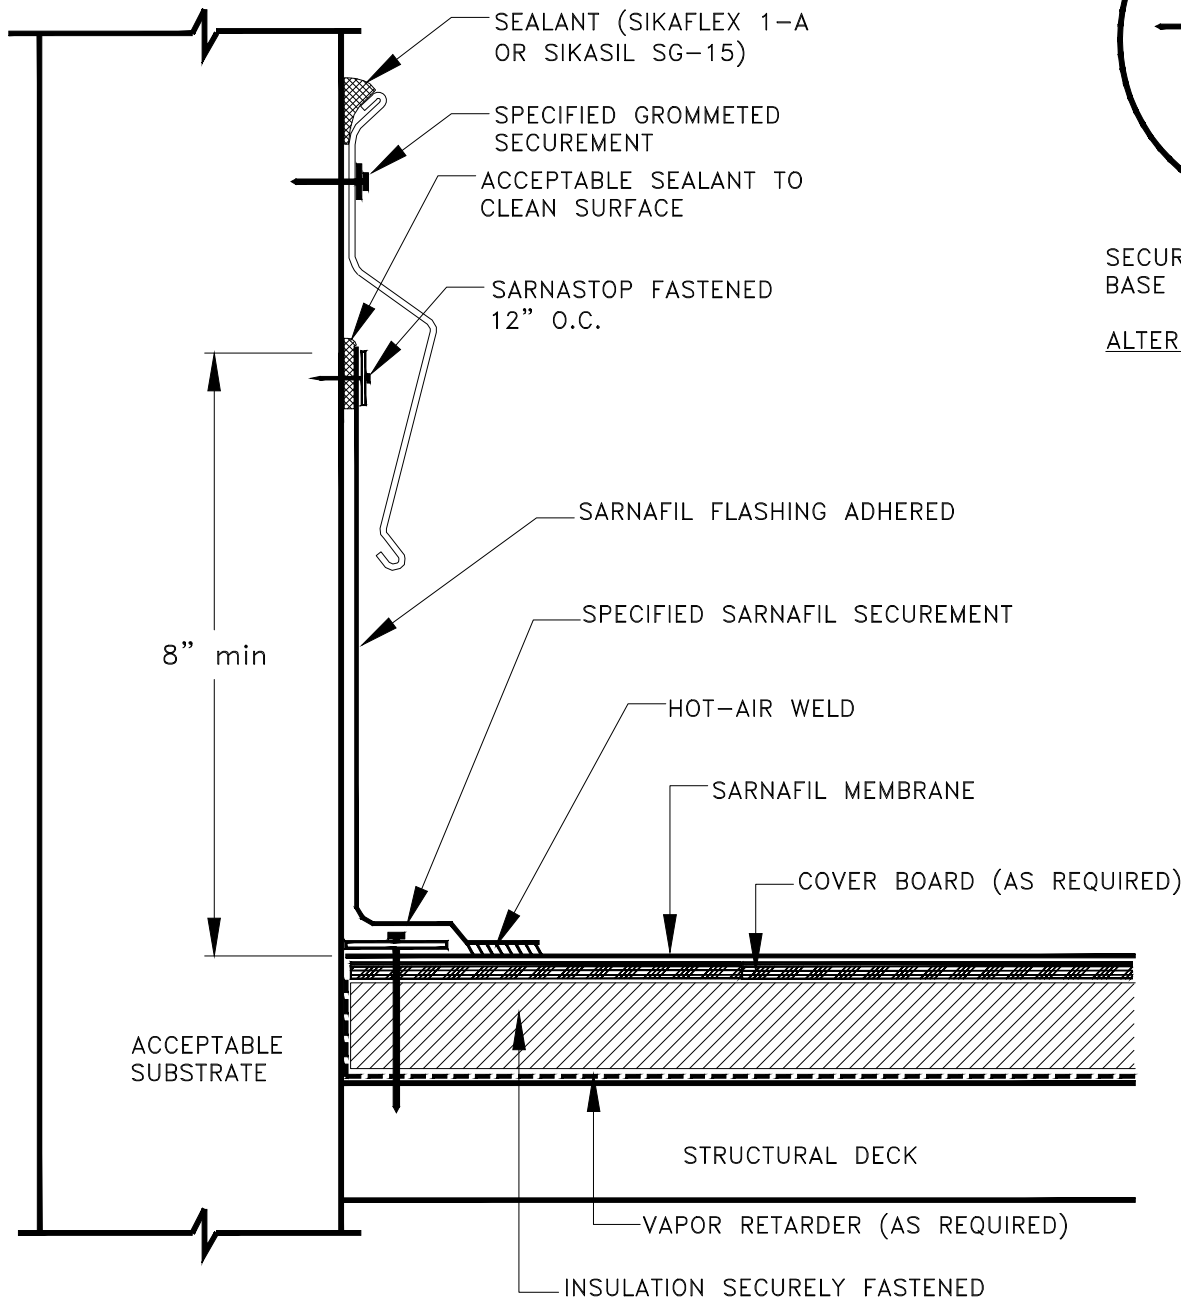 SEALANT (SIKAFLEX 1-A
OR SIKASIL SG-15)
SPECIFIED GROMMETED
SECUREMENT
ACCEPTABLE SEALANT TO
CLEAN SURFACE
SECUR
BASE
ALTER
SARNASTOP FASTENED
12" O.C.
SARNAFIL FLASHING ADHERED
SPECIFIED SARNAFIL SECUREMENT
8" min
HOT-AIR WELD
SARNAFIL MEMBRANE
COVER BOARD (AS REQUIRED)
ACCEPTABLE
SUBSTRATE
STRUCTURAL DECK
VAPOR RETARDER (AS REQUIRED)
INSULATION SECURELY FASTENED